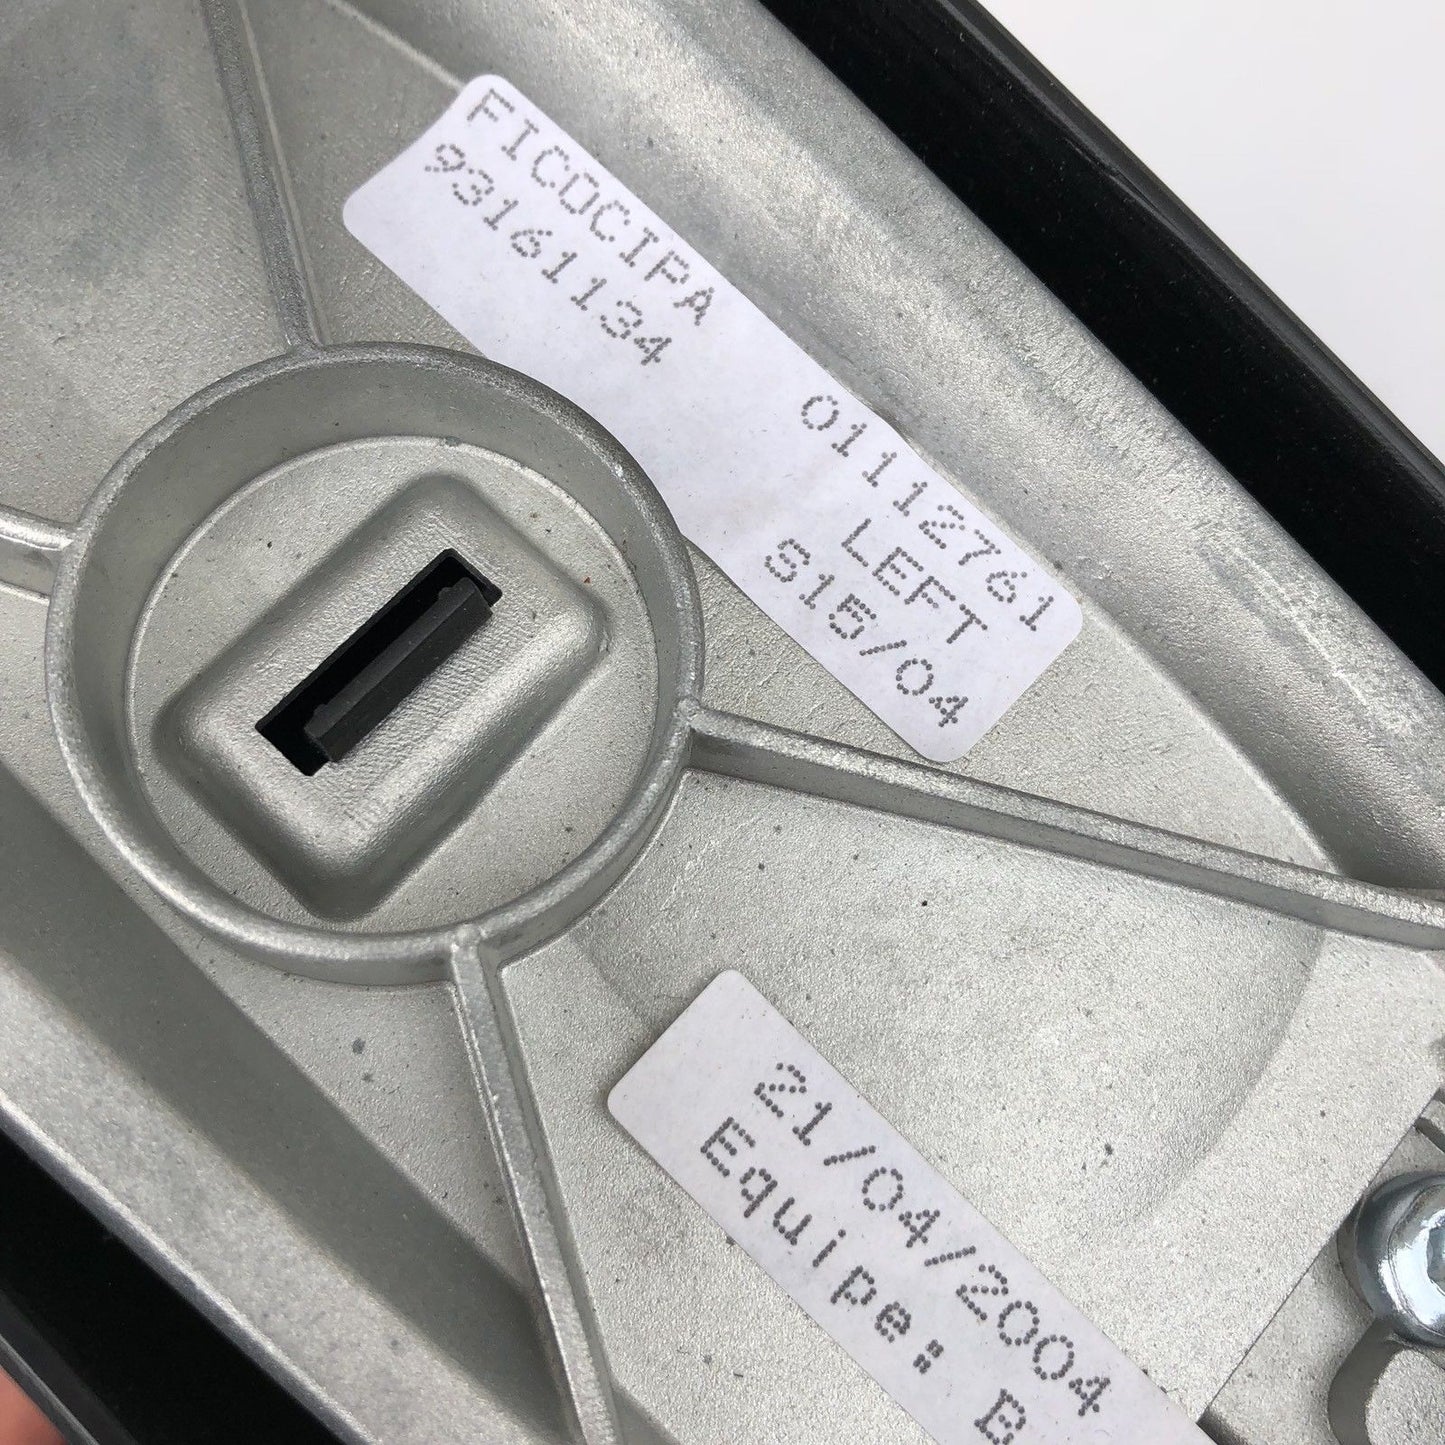 FICOCIPA
93161134
01112761
LEFT
S15/04
21/04/2004
Equipe: B